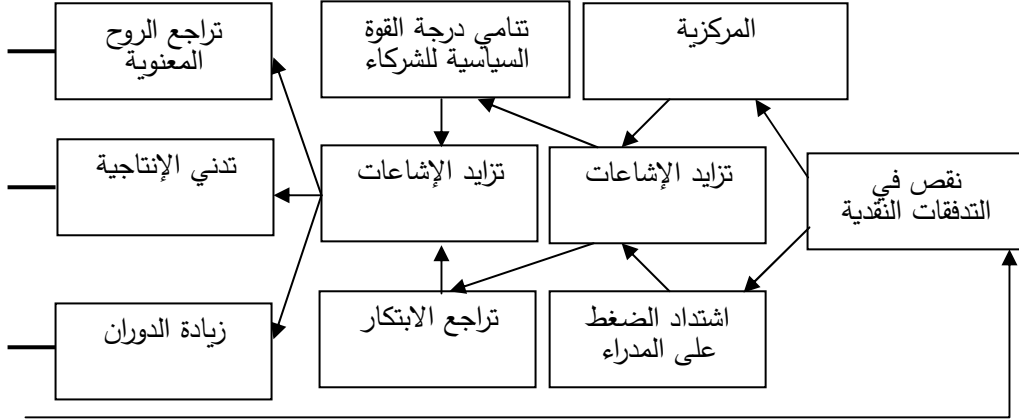 المركزية
تنامي درجة القوة
السياسية للشركاء
تراجع الروح
المعنوية
نقص في
التدفقات النقدية
تزايد الإشاعات
تزايد الإشاعات
تدني الإنتاجية
اشتداد الضغط
على المدراء
تراجع الابتكار
زيادة الدوران